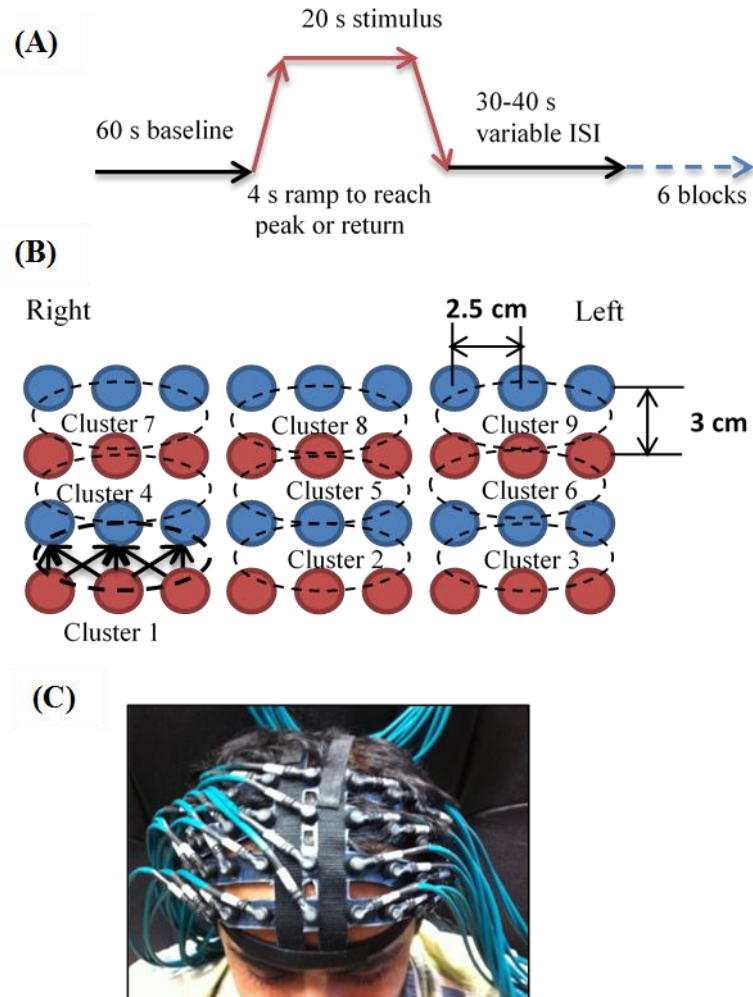 (A)
20 s stimulus
60 s baseline
30-40 s
variable ISI
4 s ramp to reach
peak or return
6 blocks
(B)
Right
2.5 cm
Left
Cluster 7
Cluster 8
Cluster 9
3 cm
Cluster 4
Cluster 5
Cluster 6
Cluster 2
Cluster 3
Cluster 1
(C)